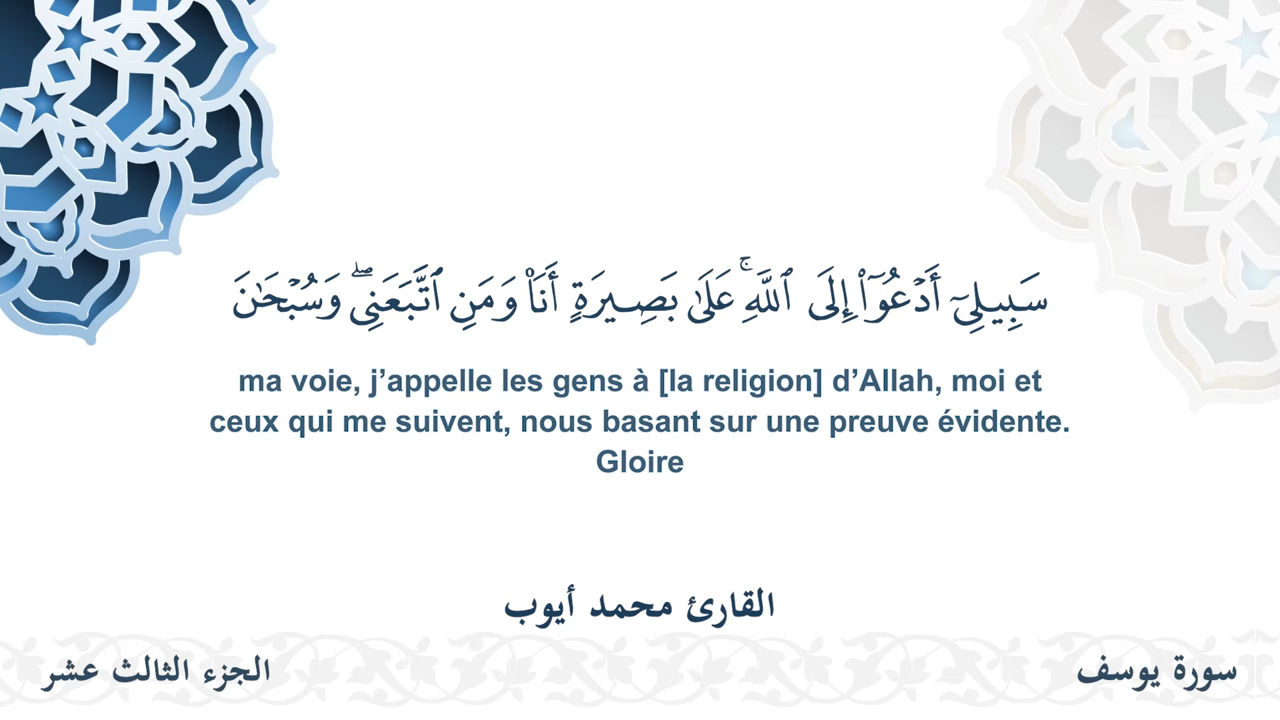 سَبِيلِىٓ أَدْعُوٓا۟ إِلَى ٱللَّهِ ۚ عَلَىٰ بَصِيرَةٍ أَنَا۠ وَمَنِ ٱتَّبَعَنِى ۖ وَسُبْحَـٰنَ
ma voie, j’appelle les gens à [la religion] d’Allah, moi et
ceux qui me suivent, nous basant sur une preuve évidente.
Gloire
القارئ محمد أيوب
سورة يوسف
الجزء الثالث عشر